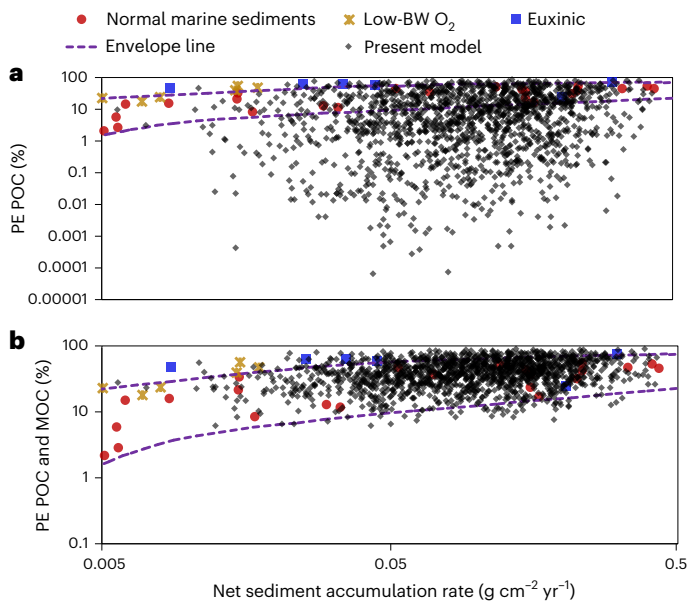 Normal marine sediments Low-BW O₂ Euxinic
Envelope line Present model
a
100
10
1
0.1
0.01
0.001
0.0001
0.00001
PE POC (%)
b
100
10
1
0.1
PE POC and MOC (%)
0.005 0.05 0.5
Net sediment accumulation rate (g cm⁻² yr⁻¹)